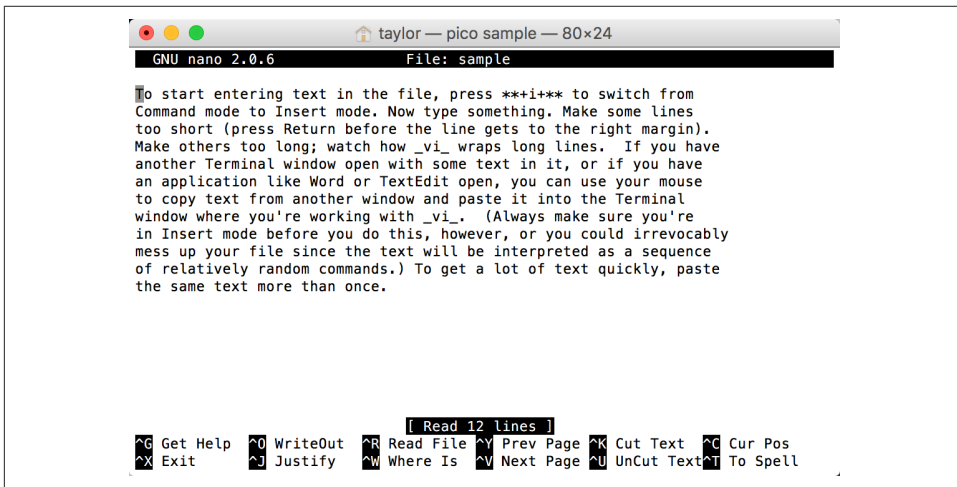 taylor — pico sample — 80×24
GNU nano 2.0.6 File: sample
To start entering text in the file, press **+i+** to switch from
Command mode to Insert mode. Now type something. Make some lines
too short (press Return before the line gets to the right margin).
Make others too long; watch how _vi_ wraps long lines.  If you have
another Terminal window open with some text in it, or if you have
an application like Word or TextEdit open, you can use your mouse
to copy text from another window and paste it into the Terminal
window where you're working with _vi_.  (Always make sure you're
in Insert mode before you do this, however, or you could irrevocably
mess up your file since the text will be interpreted as a sequence
of relatively random commands.) To get a lot of text quickly, paste
the same text more than once.
[ Read 12 lines ]
^G Get Help ^O WriteOut ^R Read File ^Y Prev Page ^K Cut Text ^C Cur Pos
^X Exit ^J Justify ^W Where Is ^V Next Page ^U UnCut Text ^T To Spell